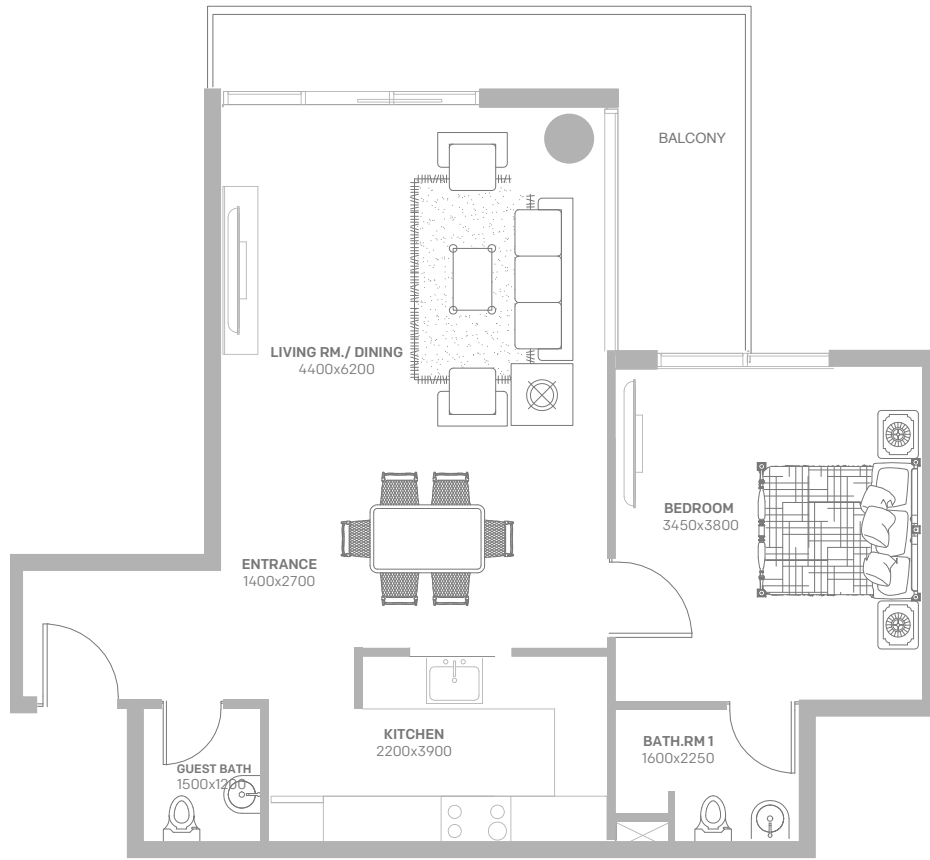 BALCONY
LIVING RM./ DINING
4400x6200
BEDROOM
3450x3800
ENTRANCE
1400x2700
KITCHEN
2200x3900
BATH.RM 1
1600x2250
GUEST BATH
1500x1200